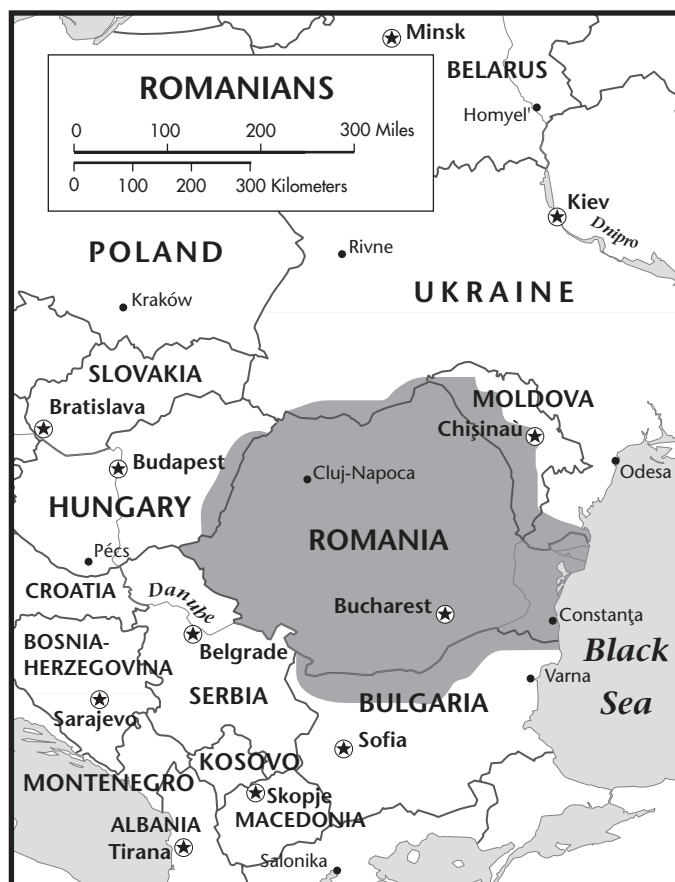 Minsk
BELARUS
ROMANIANS
Homyel'
0 100 200 300 Miles
0 100 200 300 Kilometers
Kiev
Dnipro
POLAND
Rivne
UKRAINE
Kraków
SLOVAKIA
MOLDOVA
Bratislava
Chişinaù
Budapest
Odesa
Cluj-Napoca
HUNGARY
ROMANIA
Pécs
CROATIA
Danube
Bucharest
Constanţa
BOSNIA-
HERZEGOVINA
Belgrade
Black
Sea
Varna
SERBIA
BULGARIA
Sarajevo
Sofia
KOSOVO
MONTENEGRO
Skopje
MACEDONIA
ALBANIA
Tirana
Salonika